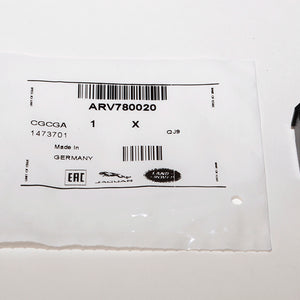 ARV780020
CGCGA 1 X GJ9
1473701
Made in
GERMANY
EAC JAGUAR LAND ROVER